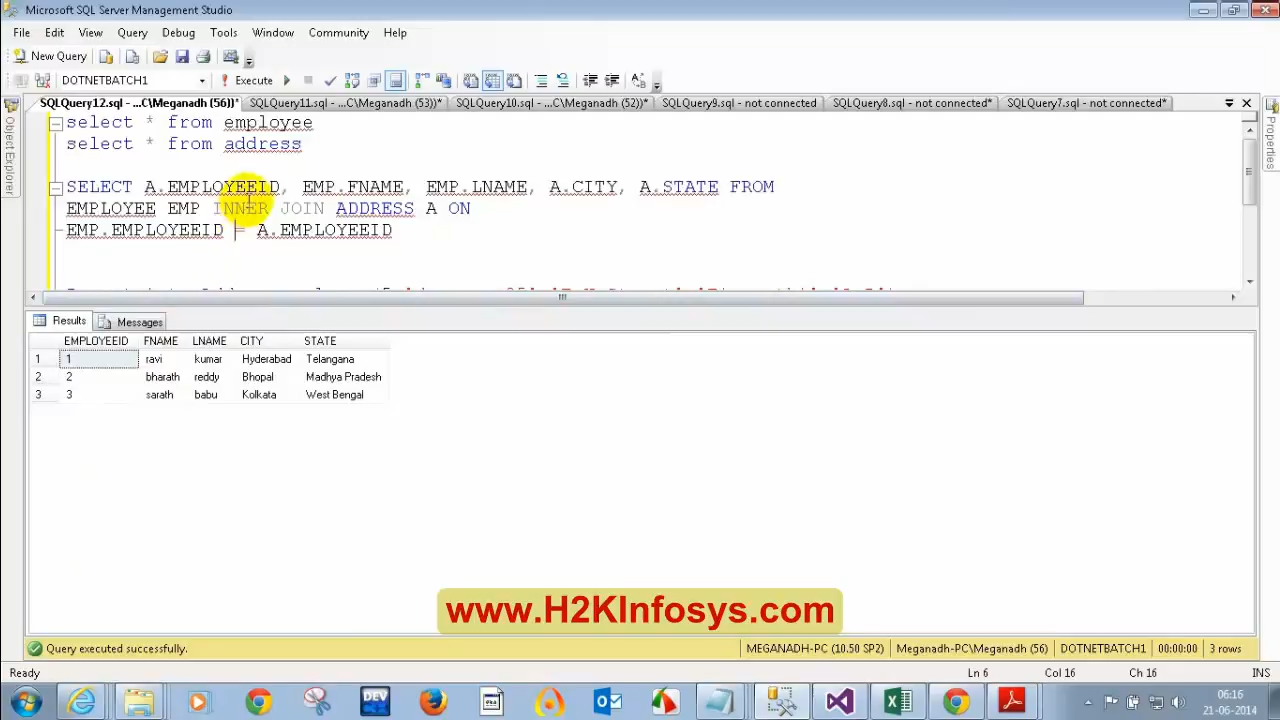 Microsoft SQL Server Management Studio
File Edit View Query Debug Tools Window Community Help
New Query
DOTNETBATCH1 Execute
SQLQuery12.sql - ...C\Meganadh (56))* SQLQuery11.sql - ...C\Meganadh (53))* SQLQuery10.sql - ...C\Meganadh (52))* SQLQuery9.sql - not connected SQLQuery8.sql - not connected* SQLQuery7.sql - not connected*
Object Explorer
Properties
select * from employee
select * from address
SELECT A.EMPLOYEEID, EMP.FNAME, EMP.LNAME, A.CITY, A.STATE FROM
EMPLOYEE EMP INNER JOIN ADDRESS A ON
EMP.EMPLOYEEID = A.EMPLOYEEID
Results Messages
EMPLOYEEID FNAME LNAME CITY STATE
1 1 ravi kumar Hyderabad Telangana
2 2 bharath reddy Bhopal Madhya Pradesh
3 3 sarath babu Kolkata West Bengal
www.H2KInfosys.com
Query executed successfully. MEGANADH-PC (10.50 SP2) Meganadh-PC\Meganadh (56) DOTNETBATCH1 00:00:00 3 rows
Ready Ln 6 Col 16 Ch 16 INS
DEV
06:16
21-06-2014